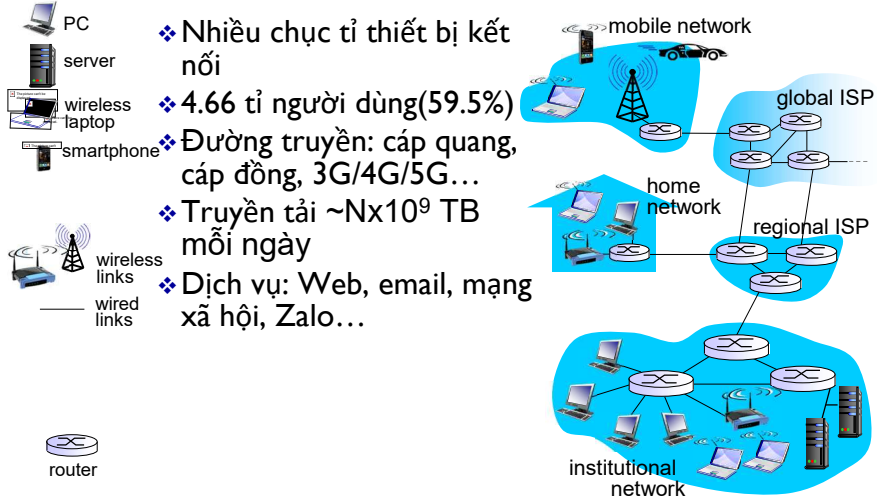 PC
server
wireless
laptop
smartphone
wireless
links
wired
links
router
❖ Nhiều chục tỉ thiết bị kết
nối
❖ 4.66 tỉ người dùng(59.5%)
❖ Đường truyền: cáp quang,
cáp đồng, 3G/4G/5G…
❖ Truyền tải ~Nx10⁹ TB
mỗi ngày
❖ Dịch vụ: Web, email, mạng
xã hội, Zalo…
mobile network
global ISP
home
network
regional ISP
institutional
network